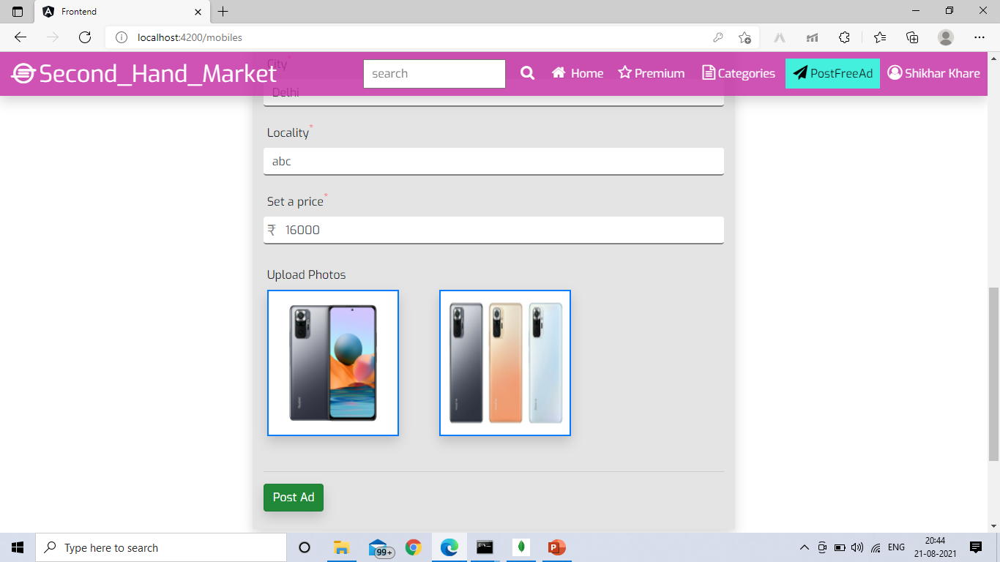 Frontend
localhost:4200/mobiles
Second_Hand_Market
search
Home
Premium
Categories
PostFreeAd
Shikhar Khare
City*
Delhi
Locality*
abc
Set a price*
₹ 16000
Upload Photos
Post Ad
Type here to search
99+
ENG
20:44
21-08-2021